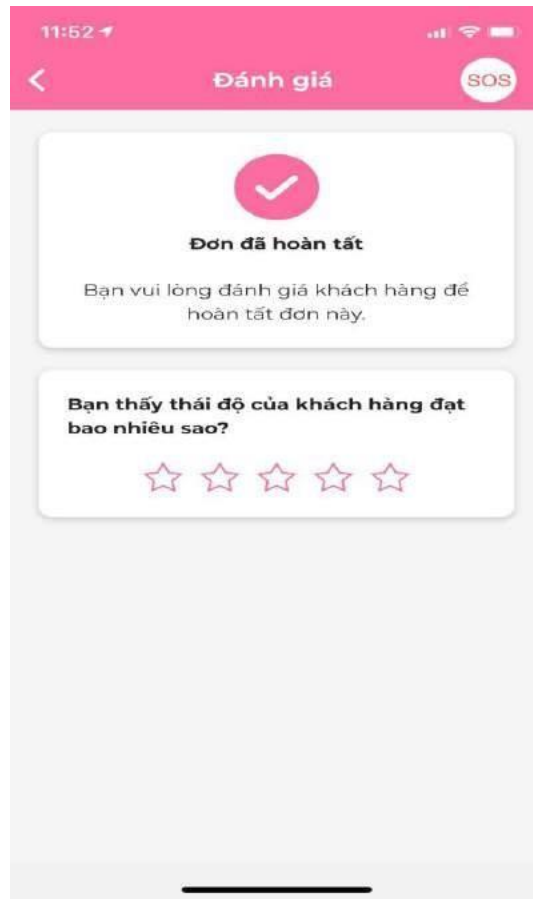 11:52
Đánh giá
SOS
Đơn đã hoàn tất
Bạn vui lòng đánh giá khách hàng để
hoàn tất đơn này.
Bạn thấy thái độ của khách hàng đạt
bao nhiêu sao?